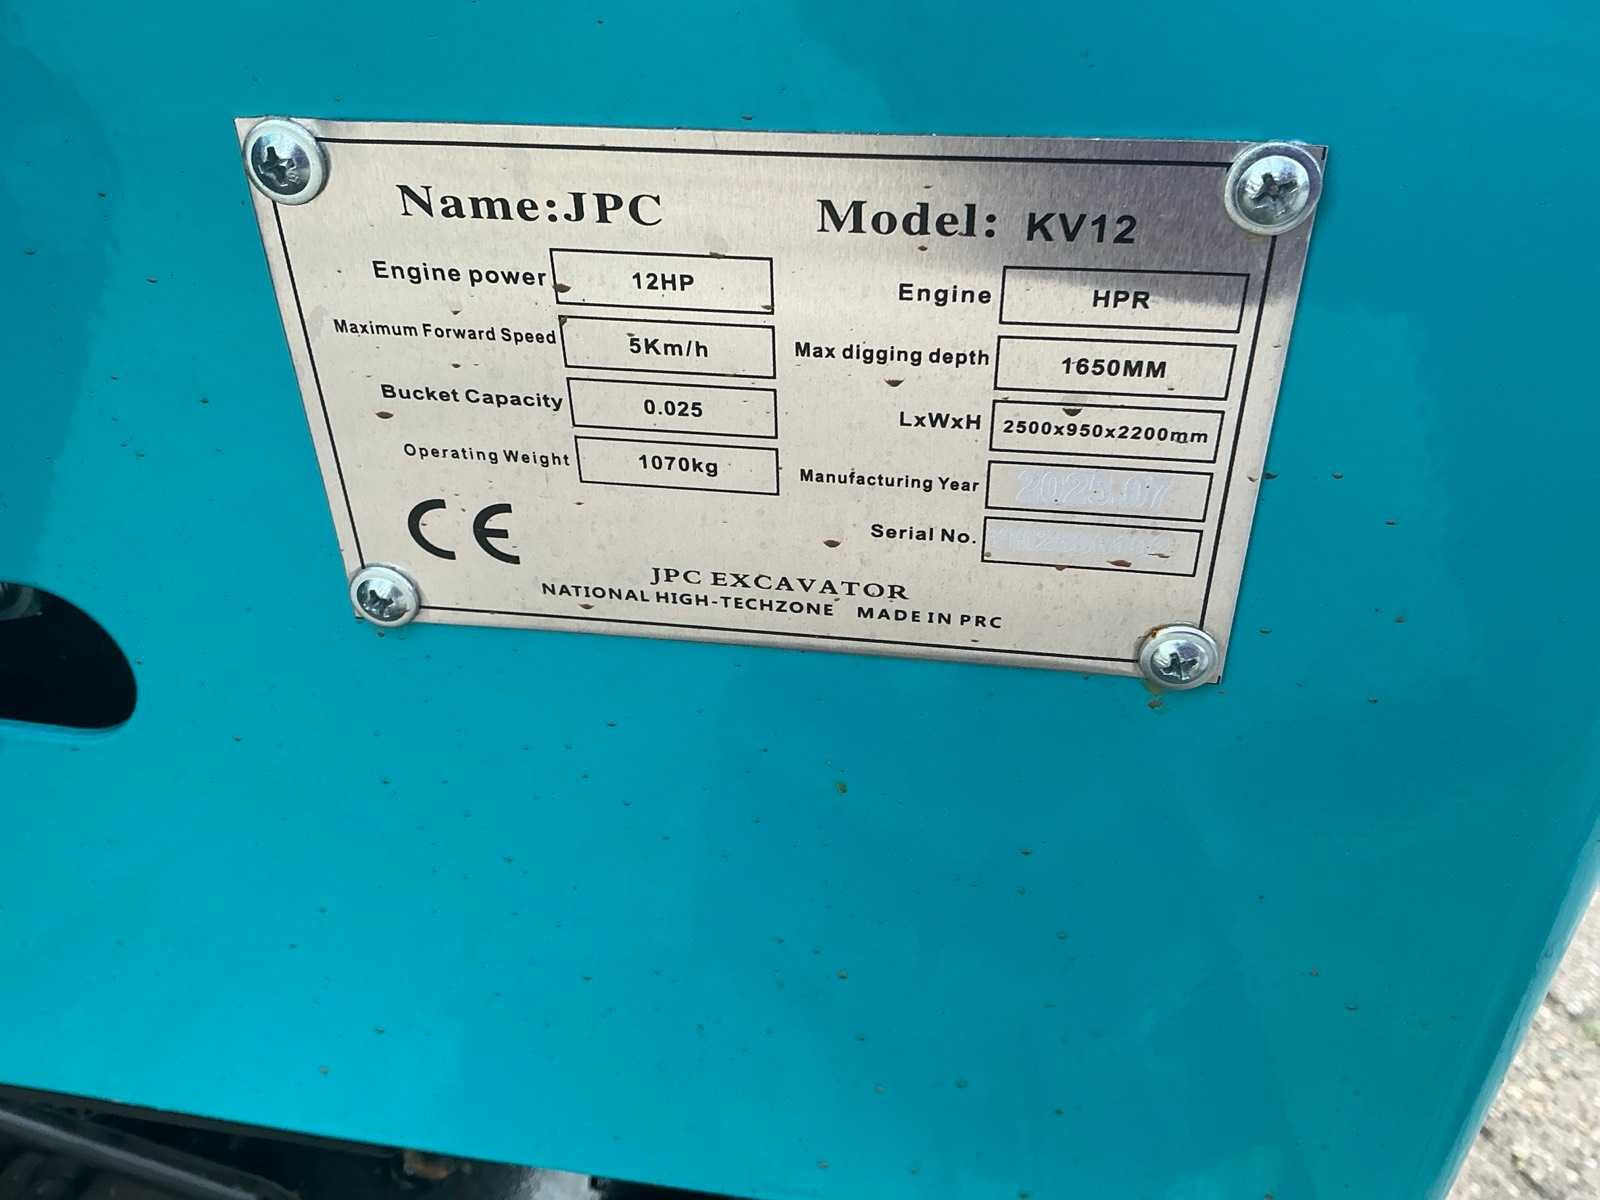 Name:JPC Model: KV12
Engine power 12HP Engine HPR
Maximum Forward Speed 5Km/h Max digging depth 1650MM
Bucket Capacity 0.025 LxWxH 2500x950x2200mm
Operating Weight 1070kg Manufacturing Year 2025.07
Serial No.
CE
JPC EXCAVATOR
NATIONAL HIGH-TECHZONE MADE IN PRC